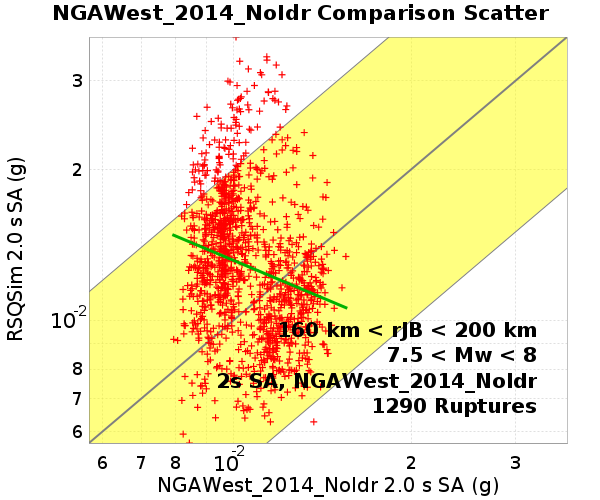 NGAWest_2014_NoIdr Comparison Scatter
RSQSim 2.0 s SA (g)
3
2
10-2
8
7
6
160 km < rJB < 200 km
7.5 < Mw < 8
2s SA, NGAWest_2014_NoIdr
1290 Ruptures
6 7 8 10-2 2 3
NGAWest_2014_NoIdr 2.0 s SA (g)